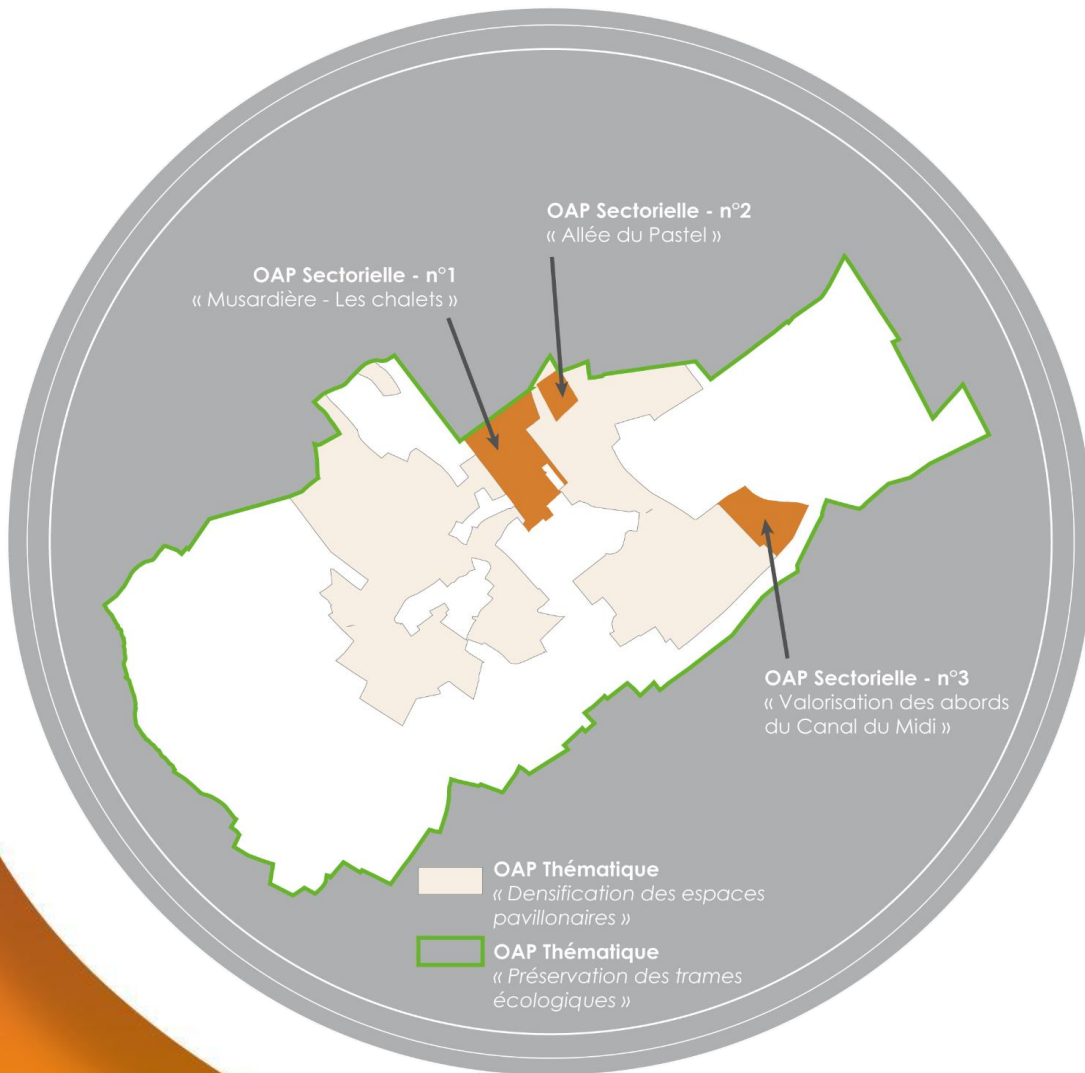 OAP Sectorielle - n°2
« Allée du Pastel »
OAP Sectorielle - n°1
« Musardière - Les chalets »
OAP Sectorielle - n°3
« Valorisation des abords
du Canal du Midi »
OAP Thématique
« Densification des espaces
pavillonaires »
OAP Thématique
« Préservation des trames
écologiques »